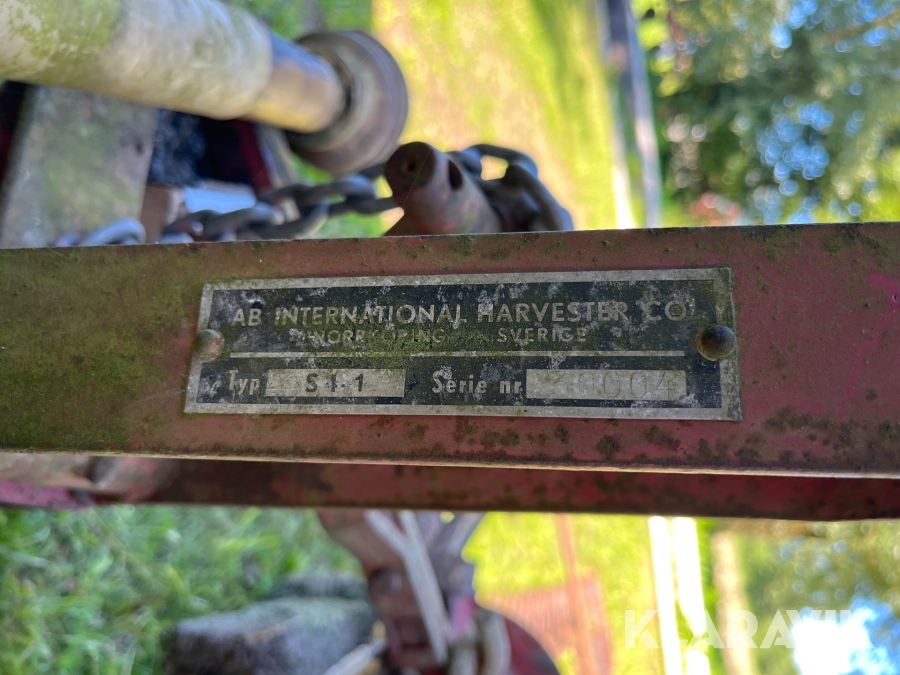 AB INTERNATIONAL HARVESTER CO
NORRKÖPING SVERIGE
Typ S 1-1 Serie nr
KLARAVIK